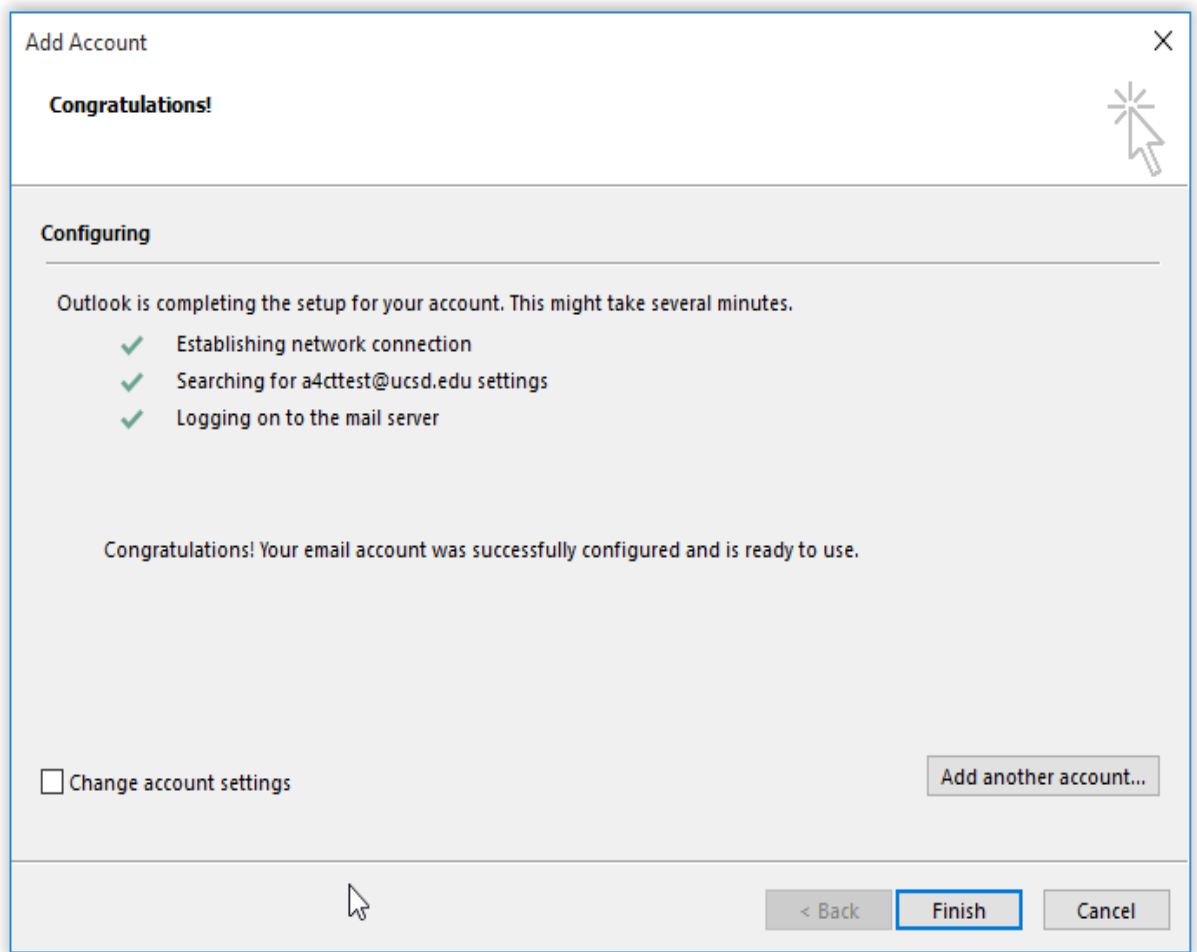 Add Account
Congratulations!
Configuring
Outlook is completing the setup for your account. This might take several minutes.
Establishing network connection
Searching for a4cttest@ucsd.edu settings
Logging on to the mail server
Congratulations! Your email account was successfully configured and is ready to use.
Change account settings
Add another account...
< Back
Finish
Cancel